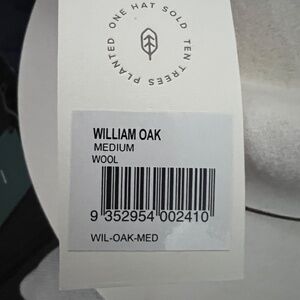 ONE HAT SOLD TEN TREES PLANTED
WILLIAM OAK
MEDIUM
WOOL
9 352954 002410
WIL-OAK-MED